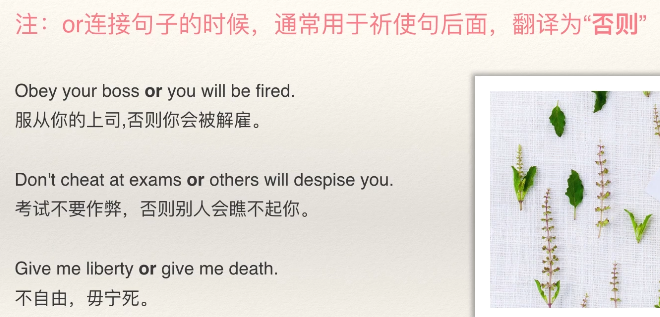 注：or连接句子的时候，通常用于祈使句后面，翻译为“否则”
Obey your boss or you will be fired.
服从你的上司,否则你会被解雇。
Don't cheat at exams or others will despise you.
考试不要作弊，否则别人会瞧不起你。
Give me liberty or give me death.
不自由，毋宁死。